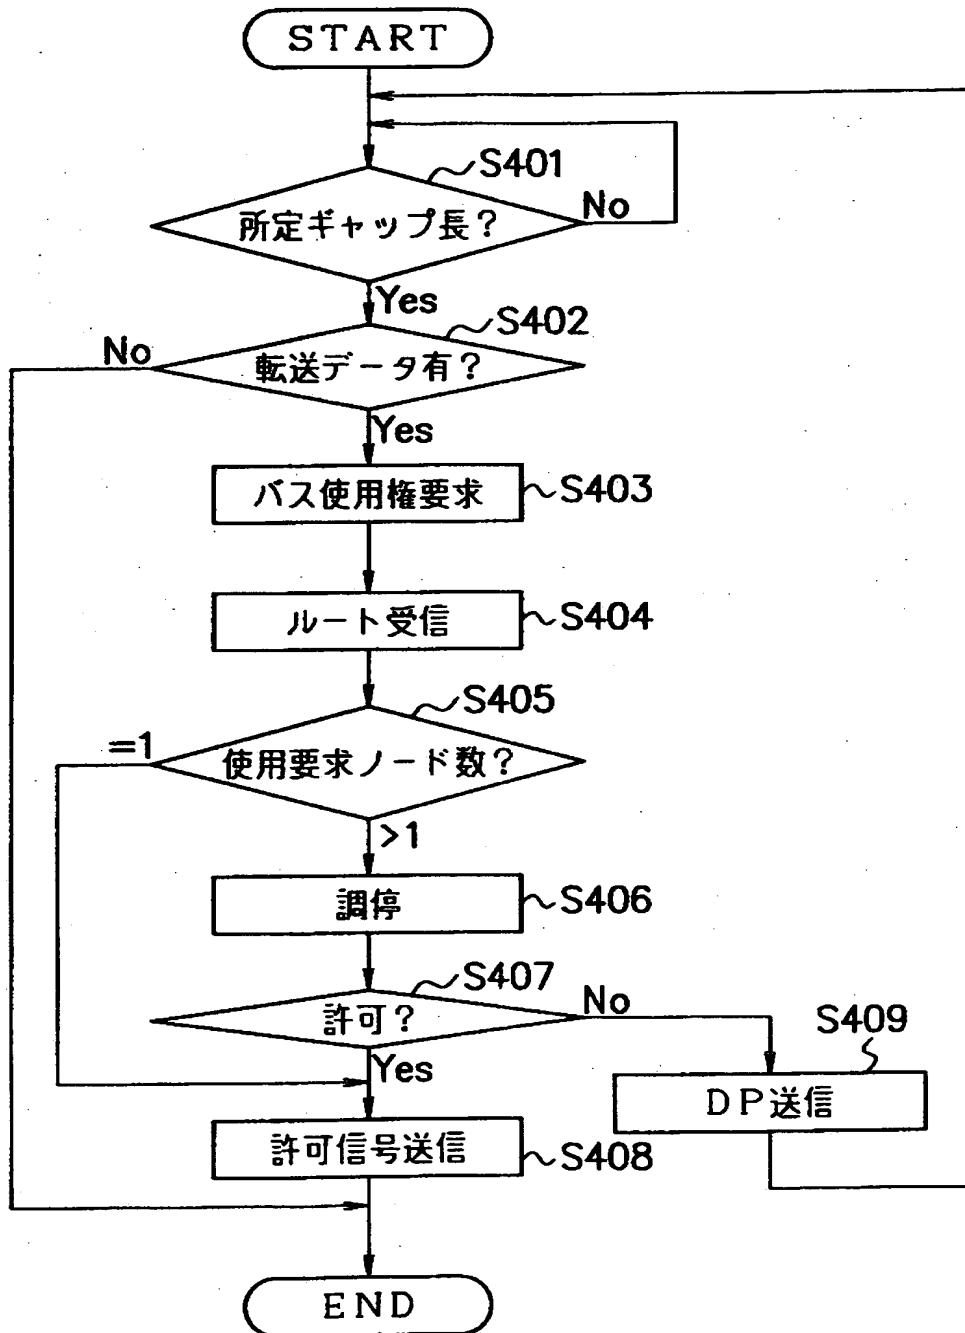 START
S401
所定ギャップ長?
No
Yes
S402
No
転送データ有?
Yes
バス使用権要求
S403
ルート受信
S404
S405
=1
使用要求ノード数?
>1
調停
S406
S407
許可?
No
Yes
S409
DP送信
許可信号送信
S408
END